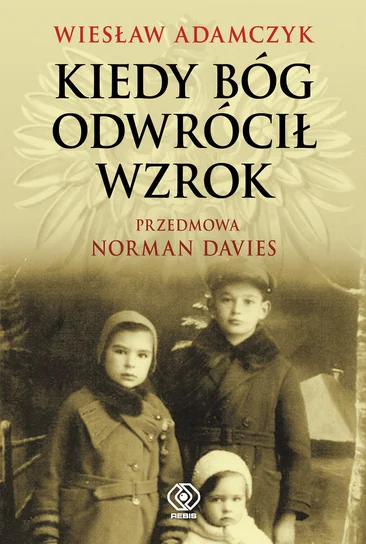 WIESŁAW ADAMCZYK
KIEDY BÓG
ODWRÓCIŁ
WZROK
PRZEDMOWA
NORMAN DAVIES
REBIS